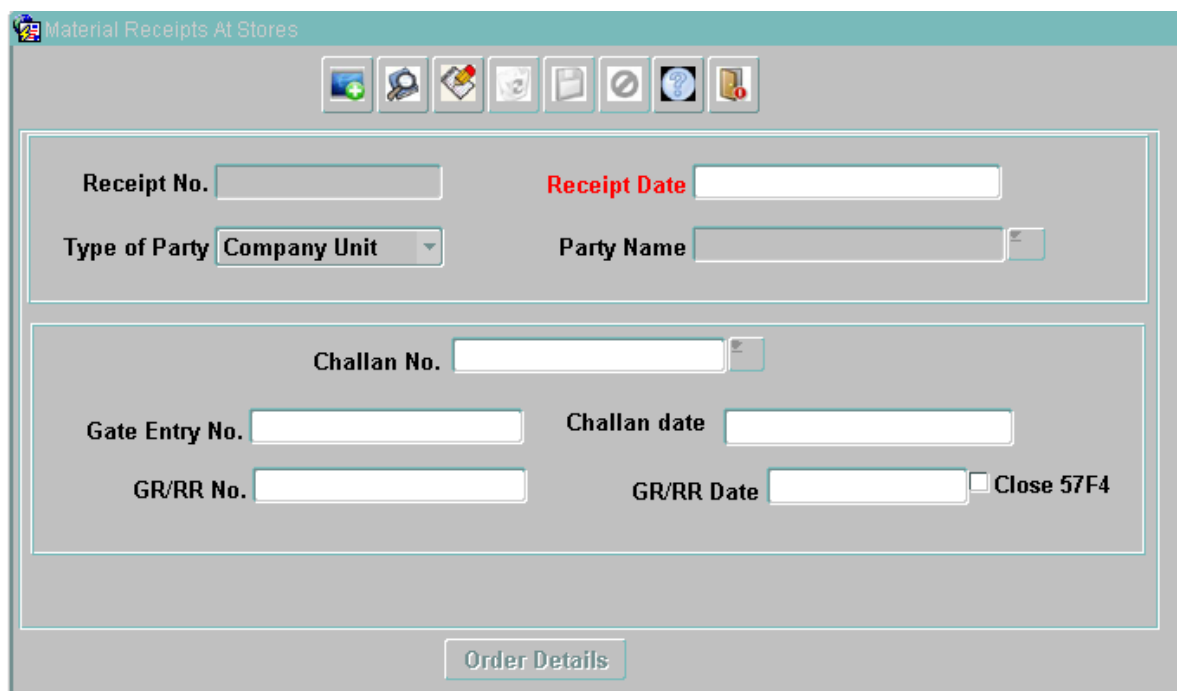 Material Receipts At Stores
Receipt No. Receipt Date
Type of Party Company Unit Party Name
Challan No.
Gate Entry No. Challan date
GR/RR No. GR/RR Date Close 57F4
Order Details